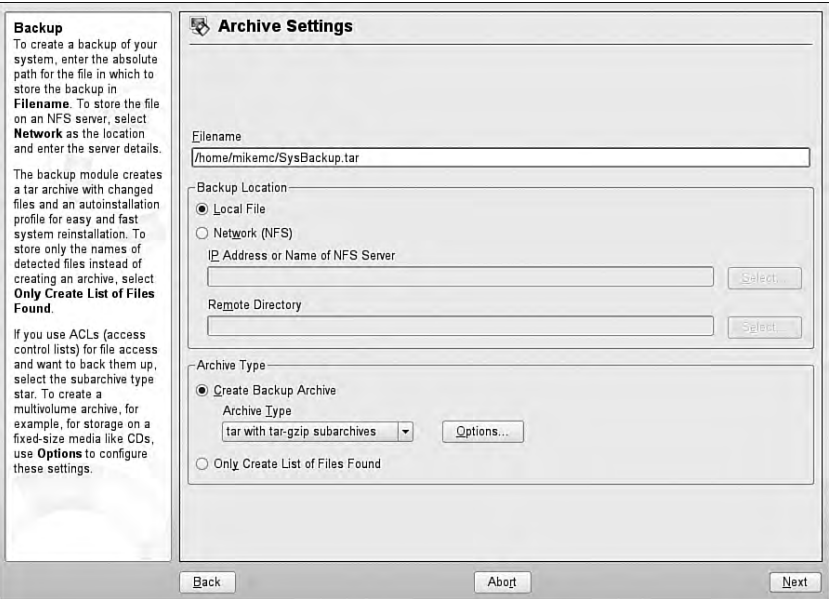 Backup
To create a backup of your
system, enter the absolute
path for the file in which to
store the backup in
Filename. To store the file
on an NFS server, select
Network as the location
and enter the server details.
The backup module creates
a tar archive with changed
files and an autoinstallation
profile for easy and fast
system reinstallation. To
store only the names of
detected files instead of
creating an archive, select
Only Create List of Files
Found.
If you use ACLs (access
control lists) for file access
and want to back them up,
select the subarchive type
star. To create a
multivolume archive, for
example, for storage on a
fixed-size media like CDs,
use Options to configure
these settings.
Archive Settings
Filename
/home/mikemc/SysBackup.tar
Backup Location
Local File
Network (NFS)
IP Address or Name of NFS Server
Select...
Remote Directory
Select...
Archive Type
Create Backup Archive
Archive Type
tar with tar-gzip subarchives
Options...
Only Create List of Files Found
Back
Abort
Next